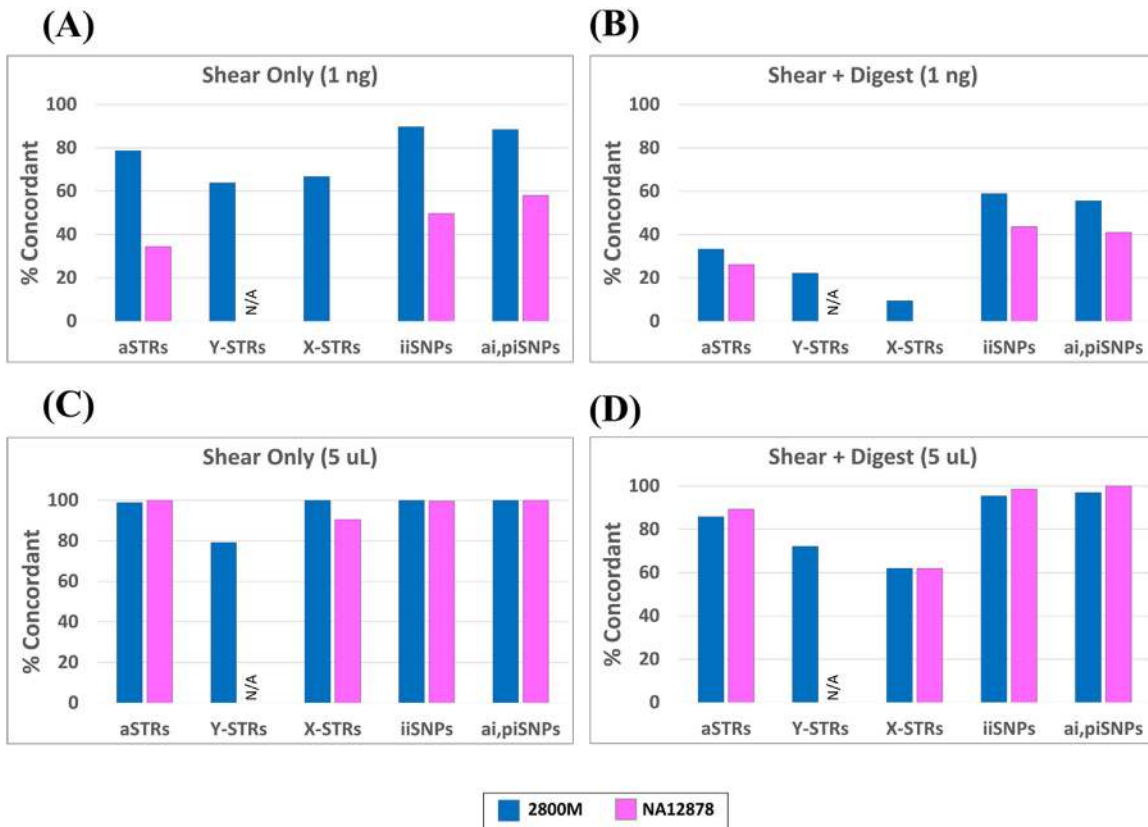 (A)
Shear Only (1 ng)
% Concordant
100
80
60
40
20
0
N/A
aSTRs Y-STRs X-STRs iiSNPs ai,piSNPs
(B)
Shear + Digest (1 ng)
% Concordant
100
80
60
40
20
0
N/A
aSTRs Y-STRs X-STRs iiSNPs ai,piSNPs
(C)
Shear Only (5 uL)
% Concordant
100
80
60
40
20
0
N/A
aSTRs Y-STRs X-STRs iiSNPs ai,piSNPs
(D)
Shear + Digest (5 uL)
% Concordant
100
80
60
40
20
0
N/A
aSTRs Y-STRs X-STRs iiSNPs ai,piSNPs
2800M NA12878